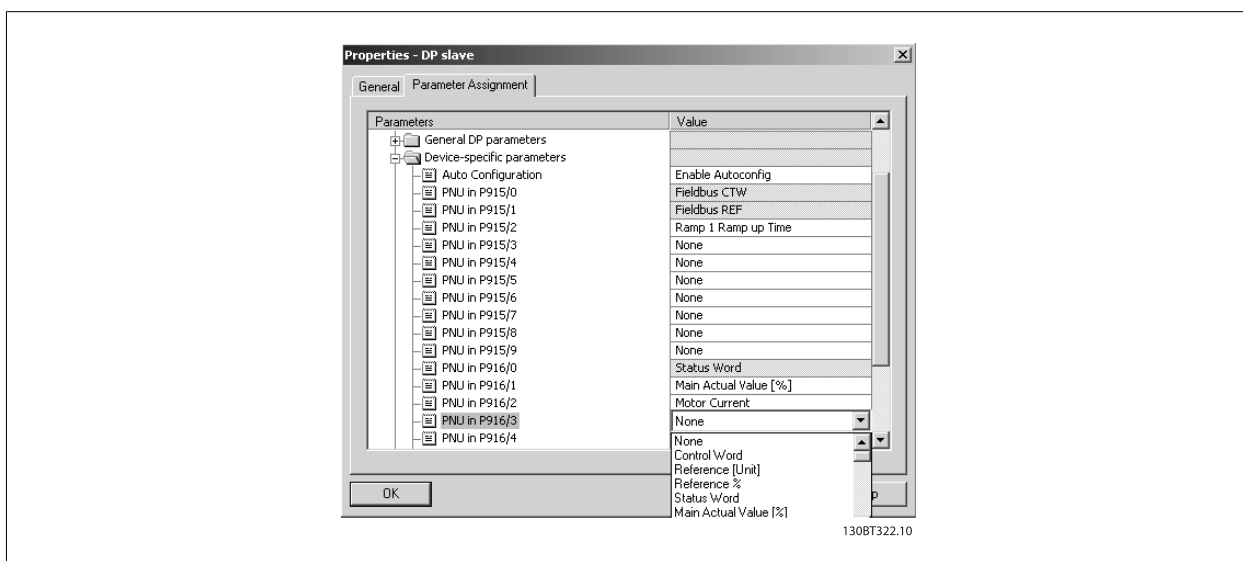 Properties - DP slave
General Parameter Assignment
Parameters Value
General DP parameters
Device-specific parameters
Auto Configuration Enable Autoconfig
PNU in P915/0 Fieldbus CTW
PNU in P915/1 Fieldbus REF
PNU in P915/2 Ramp 1 Ramp up Time
PNU in P915/3 None
PNU in P915/4 None
PNU in P915/5 None
PNU in P915/6 None
PNU in P915/7 None
PNU in P915/8 None
PNU in P915/9 None
PNU in P916/0 Status Word
PNU in P916/1 Main Actual Value [%]
PNU in P916/2 Motor Current
PNU in P916/3 None
PNU in P916/4 None
Control Word
Reference [Unit]
Reference %
OK Status Word p
Main Actual Value [%]
130BT322.10